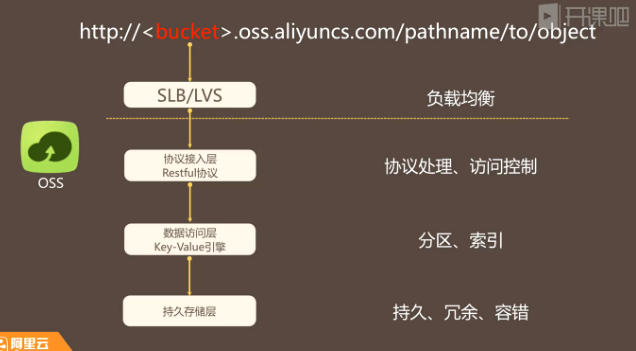 开课吧
http://<bucket>.oss.aliyuncs.com/pathname/to/object
SLB/LVS
负载均衡
OSS
协议接入层
Restful协议
协议处理、访问控制
数据访问层
Key-Value引擎
分区、索引
持久存储层
持久、冗余、容错
阿里云